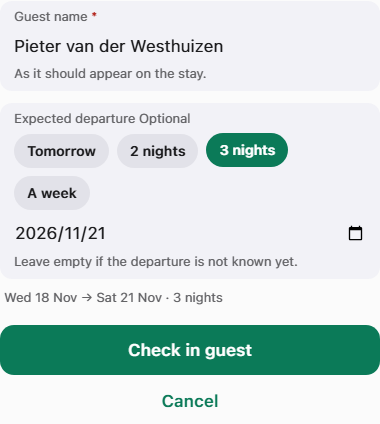 Guest name *
Pieter van der Westhuizen
As it should appear on the stay.
Expected departure Optional
Tomorrow
2 nights
3 nights
A week
2026/11/21
Leave empty if the departure is not known yet.
Wed 18 Nov → Sat 21 Nov · 3 nights
Check in guest
Cancel